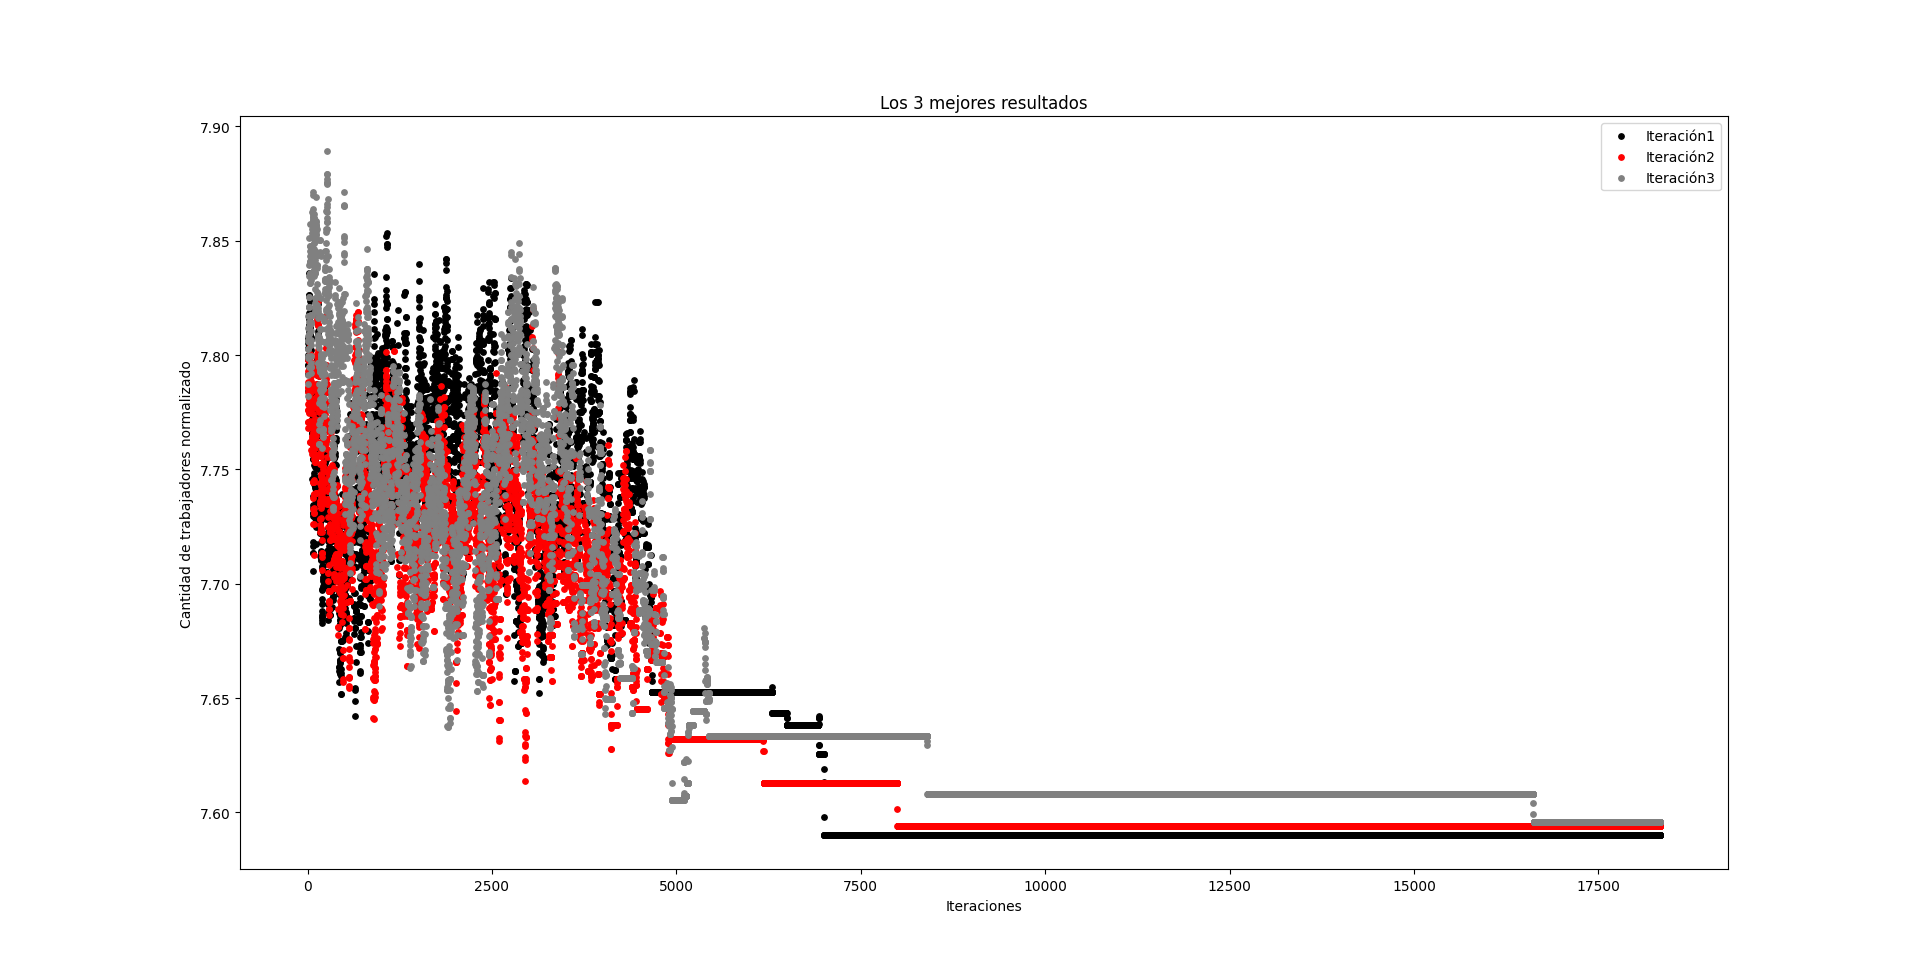 Los 3 mejores resultados
7.90
7.85
7.80
7.75
7.70
7.65
7.60
Cantidad de trabajadores normalizado
Iteración1
Iteración2
Iteración3
0
2500
5000
7500
10000
12500
15000
17500
Iteraciones